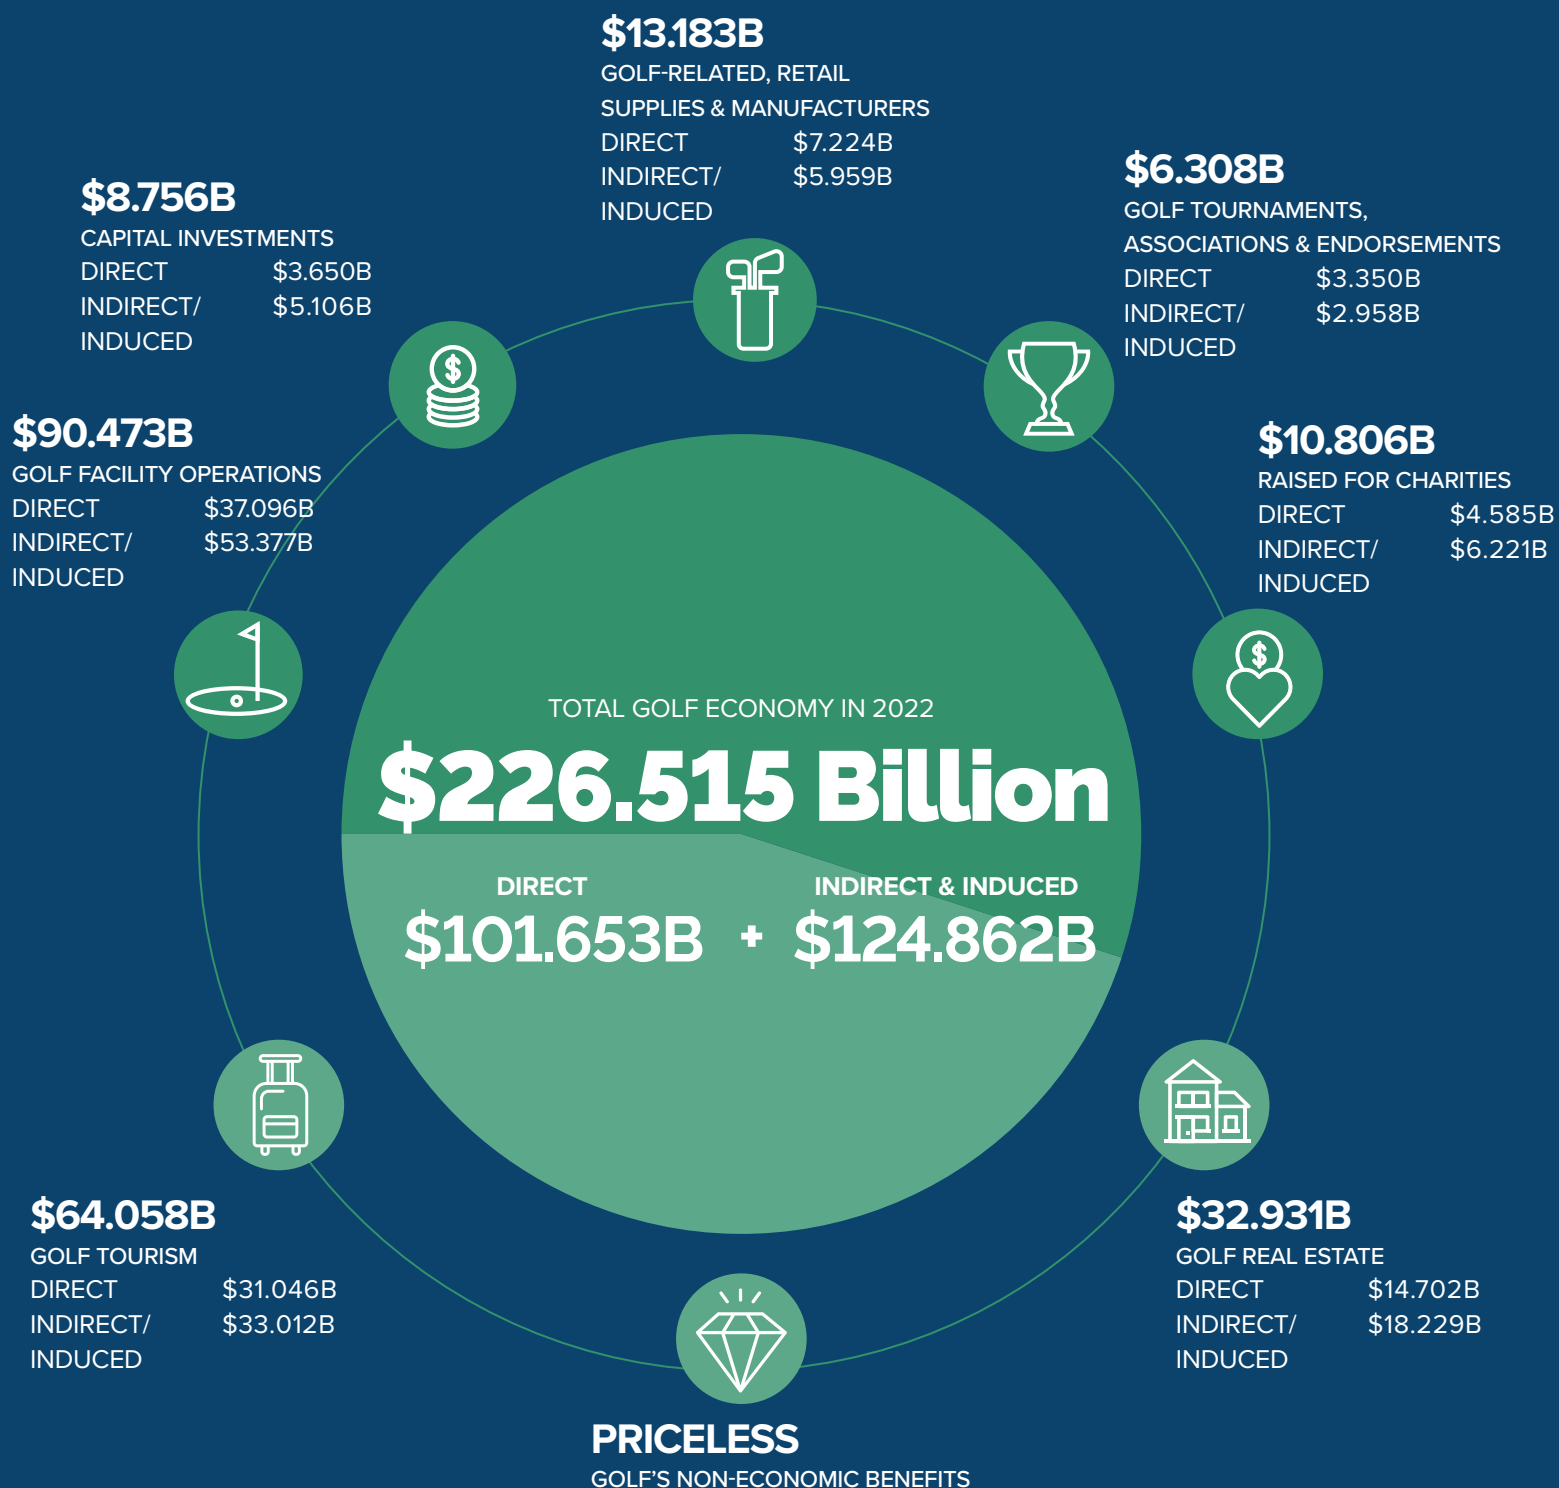 $13.183B
GOLF-RELATED, RETAIL
SUPPLIES & MANUFACTURERS
DIRECT $7.224B
INDIRECT/ $5.959B
INDUCED
$6.308B
GOLF TOURNAMENTS,
ASSOCIATIONS & ENDORSEMENTS
DIRECT $3.350B
INDIRECT/ $2.958B
INDUCED
$8.756B
CAPITAL INVESTMENTS
DIRECT $3.650B
INDIRECT/ $5.106B
INDUCED
$90.473B
GOLF FACILITY OPERATIONS
DIRECT $37.096B
INDIRECT/ $53.377B
INDUCED
$10.806B
RAISED FOR CHARITIES
DIRECT $4.585B
INDIRECT/ $6.221B
INDUCED
$
$
TOTAL GOLF ECONOMY IN 2022
$226.515 Billion
DIRECT INDIRECT & INDUCED
$101.653B + $124.862B
$64.058B
GOLF TOURISM
DIRECT $31.046B
INDIRECT/ $33.012B
INDUCED
$32.931B
GOLF REAL ESTATE
DIRECT $14.702B
INDIRECT/ $18.229B
INDUCED
PRICELESS
GOLF'S NON-ECONOMIC BENEFITS